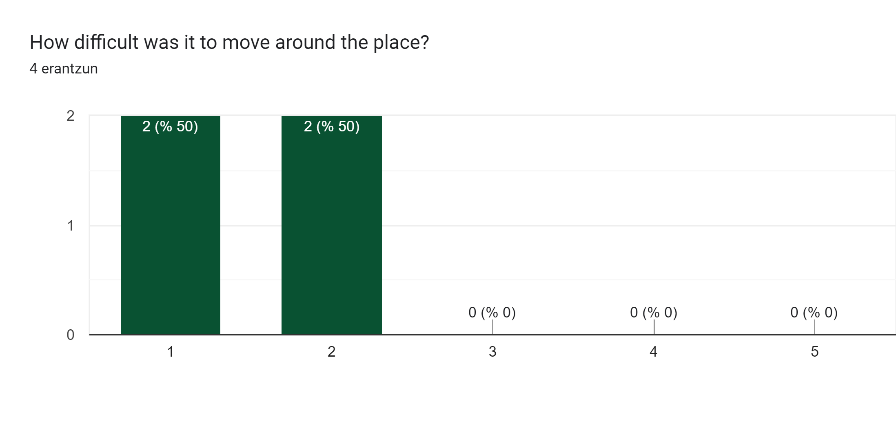 How difficult was it to move around the place?
4 erantzun
2
2 (% 50) 2 (% 50)
1
0 (% 0) 0 (% 0) 0 (% 0)
0
1 2 3 4 5